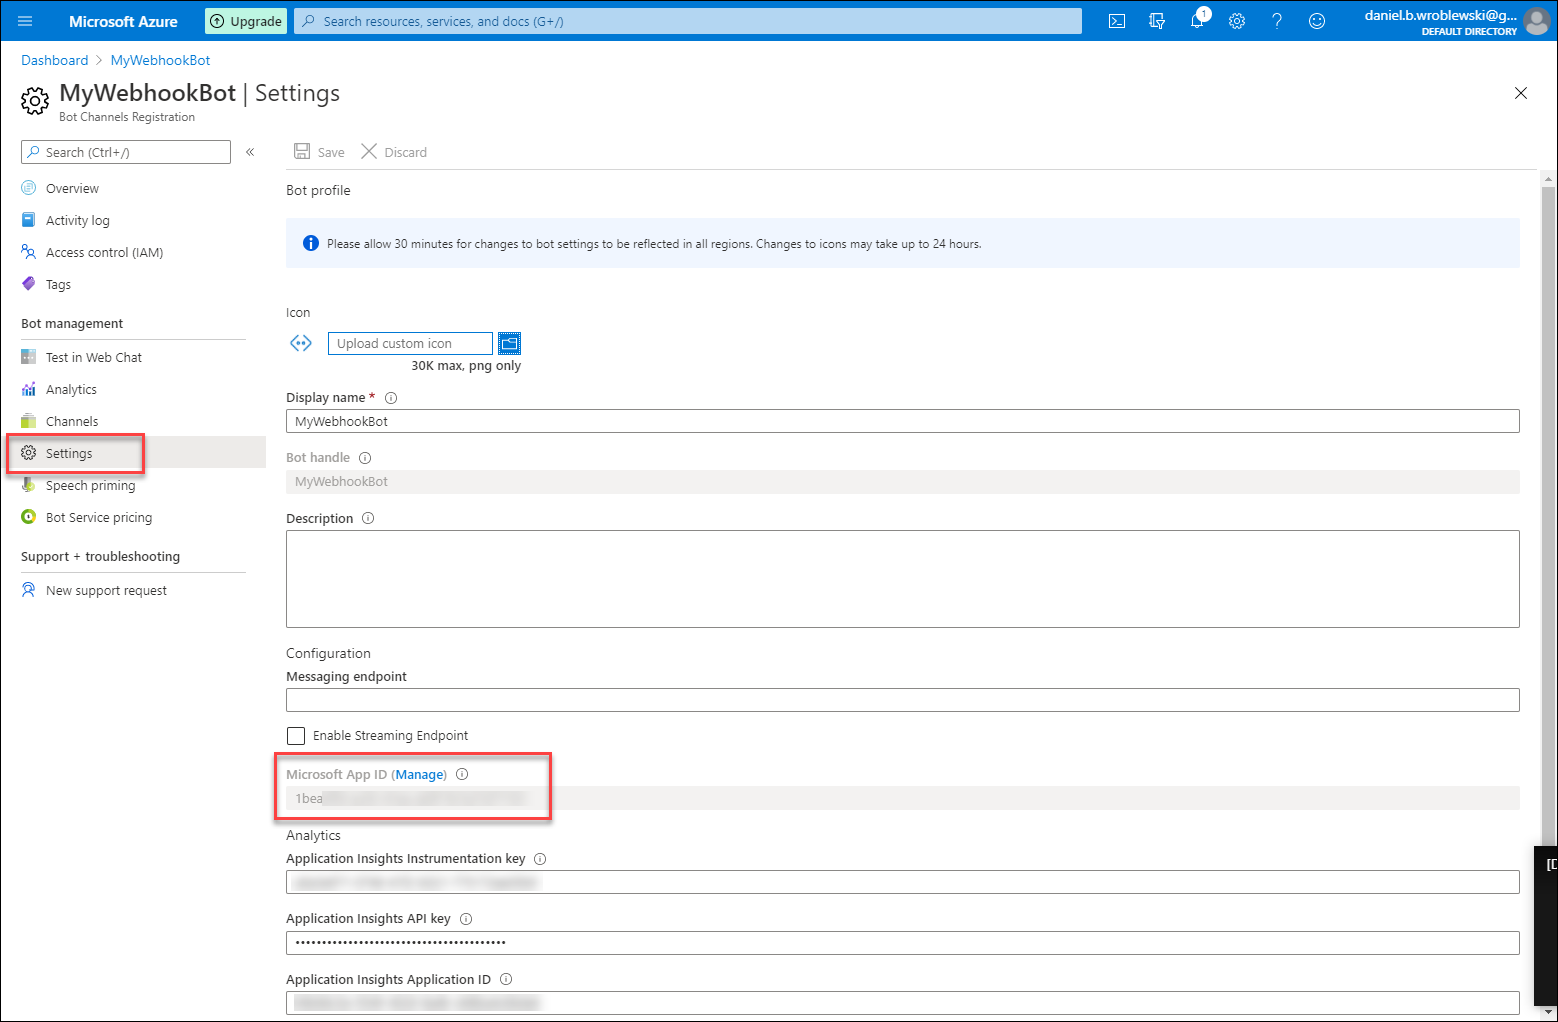 Microsoft Azure
Upgrade
Search resources, services, and docs (G+/)
1
daniel.b.wroblewski@g...
DEFAULT DIRECTORY
Dashboard > MyWebhookBot
MyWebhookBot | Settings
Bot Channels Registration
Search (Ctrl+/)
«
Save
Discard
Overview
Activity log
Access control (IAM)
Tags
Bot management
Test in Web Chat
Analytics
Channels
Settings
Speech priming
Bot Service pricing
Support + troubleshooting
New support request
Bot profile
Please allow 30 minutes for changes to bot settings to be reflected in all regions. Changes to icons may take up to 24 hours.
Icon
Upload custom icon
30K max, png only
Display name *
MyWebhookBot
Bot handle
MyWebhookBot
Description
Configuration
Messaging endpoint
Enable Streaming Endpoint
Microsoft App ID (Manage)
1bea
Analytics
Application Insights Instrumentation key
Application Insights API key
••••••••••••••••••••••••••••••••••••••••
Application Insights Application ID